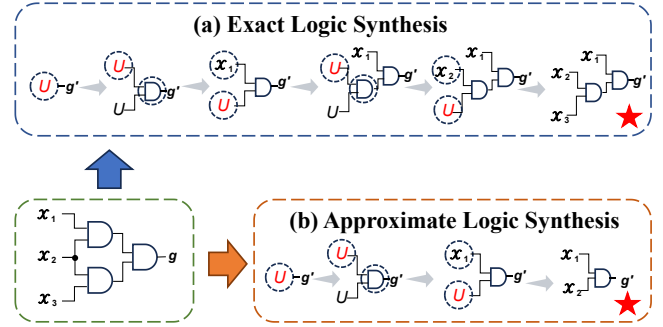 (a) Exact Logic Synthesis
U g' U U g' x₁ U g' x₁ U U g' x₁ x₂ U g' x₁ x₂ x₃ g'
x₁
x₂ g
x₃
(b) Approximate Logic Synthesis
U g' U U g' x₁ U g' x₁ x₂ g'